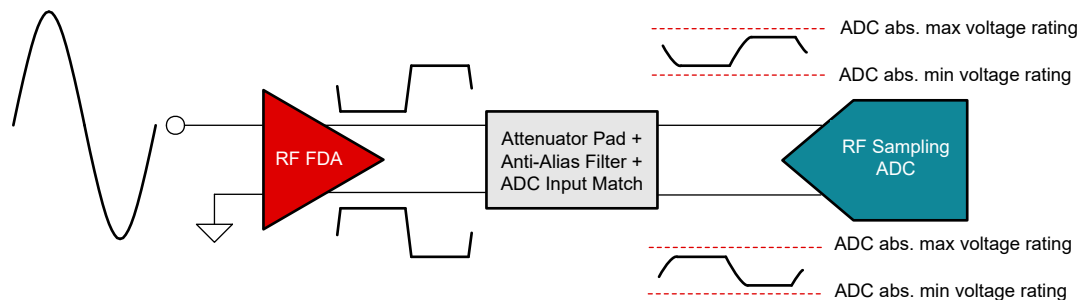 ADC abs. max voltage rating
ADC abs. min voltage rating
RF FDA
Attenuator Pad +
Anti-Alias Filter +
ADC Input Match
RF Sampling
ADC
ADC abs. max voltage rating
ADC abs. min voltage rating